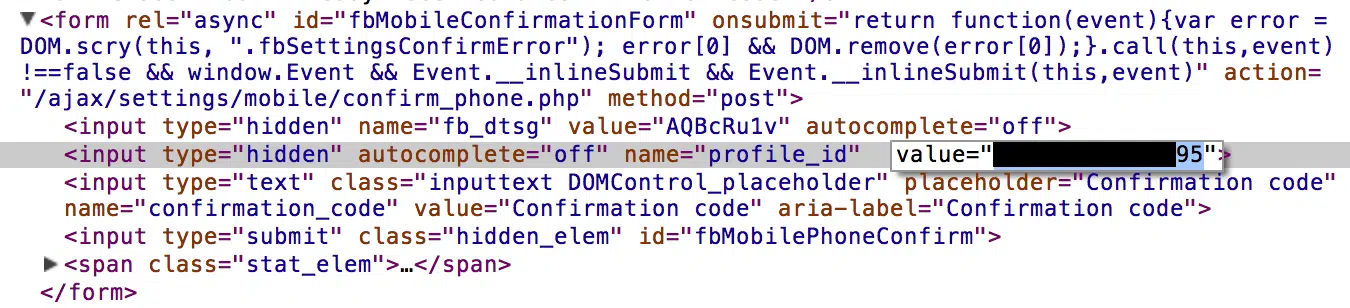 ▼<form rel="async" id="fbMobileConfirmationForm" onsubmit="return function(event){var error =
DOM.scry(this, ".fbSettingsConfirmError"); error[0] && DOM.remove(error[0]);}.call(this,event)
!==false && window.Event && Event.__inlineSubmit && Event.__inlineSubmit(this,event)" action=
"/ajax/settings/mobile/confirm_phone.php" method="post">
<input type="hidden" name="fb_dtsg" value="AQBcRu1v" autocomplete="off">
<input type="hidden" autocomplete="off" name="profile_id" value="95">
<input type="text" class="inputtext DOMControl_placeholder" placeholder="Confirmation code"
name="confirmation_code" value="Confirmation code" aria-label="Confirmation code">
<input type="submit" class="hidden_elem" id="fbMobilePhoneConfirm">
▶<span class="stat_elem">…</span>
</form>